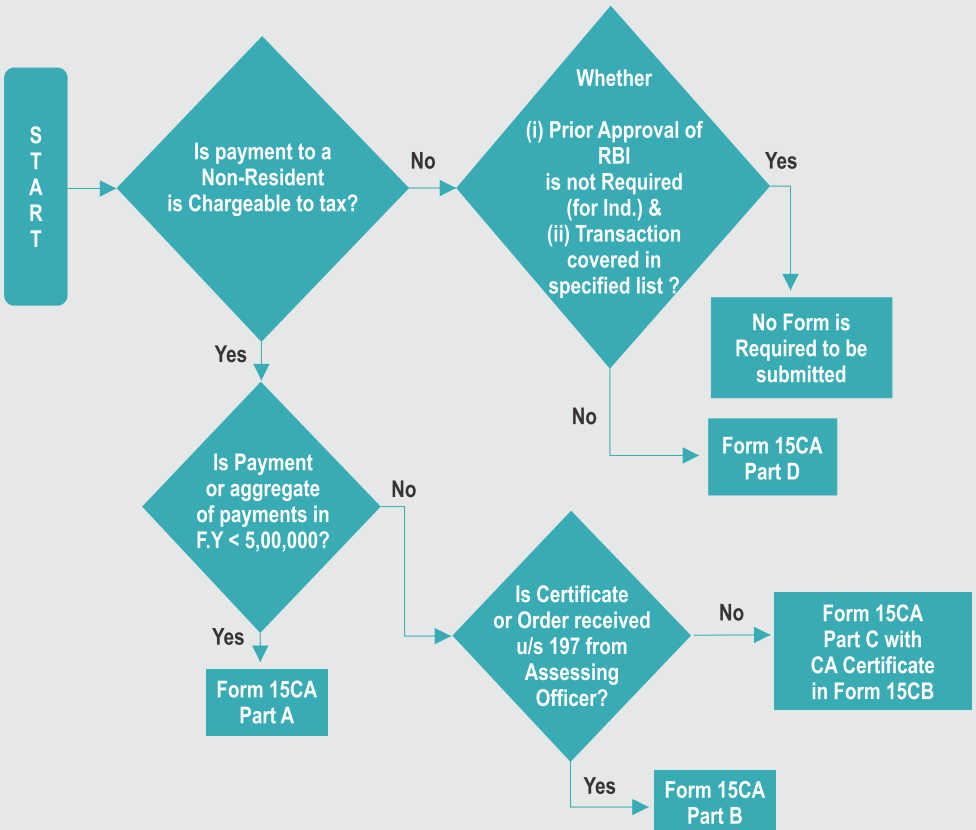 START
Is payment to a
Non-Resident
is Chargeable to tax?
No
Whether
(i) Prior Approval of
RBI
is not Required
(for Ind.) &
(ii) Transaction
covered in
specified list ?
Yes
No Form is
Required to be
submitted
No
Form 15CA
Part D
Yes
Is Payment
or aggregate
of payments in
F.Y < 5,00,000?
No
Yes
Form 15CA
Part A
Is Certificate
or Order received
u/s 197 from
Assessing
Officer?
No
Form 15CA
Part C with
CA Certificate
in Form 15CB
Yes
Form 15CA
Part B